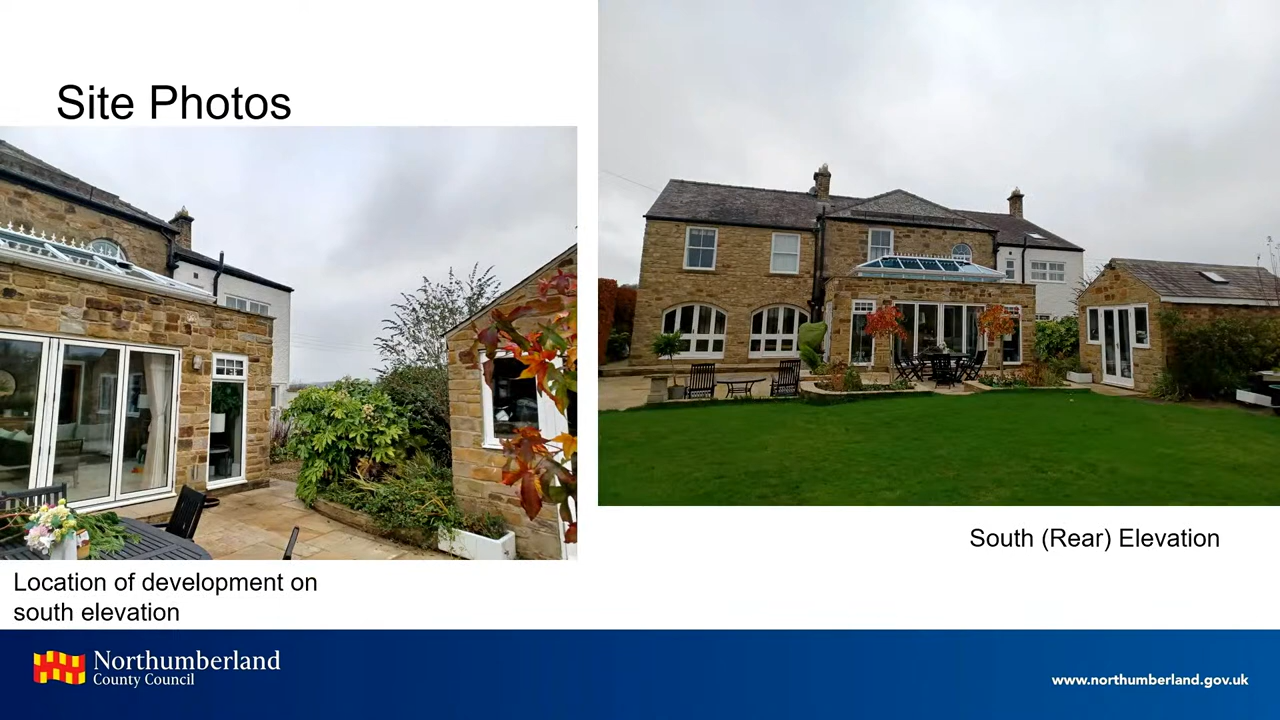 Site Photos
Location of development on
south elevation
South (Rear) Elevation
Northumberland
County Council
www.northumberland.gov.uk